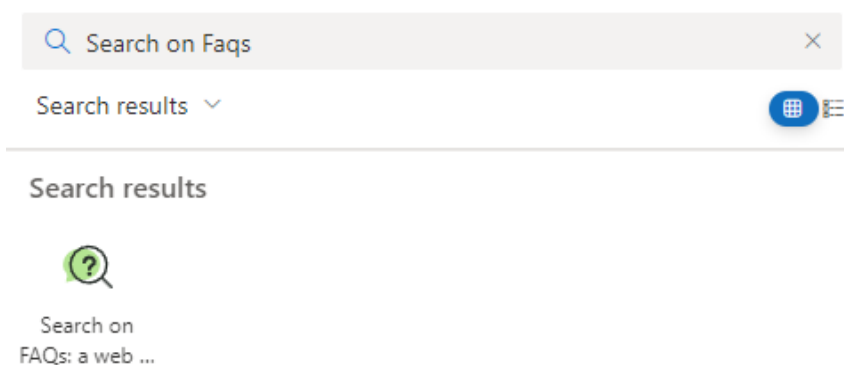 Search on Faqs
Search results
Search results
?
Search on
FAQs: a web ...